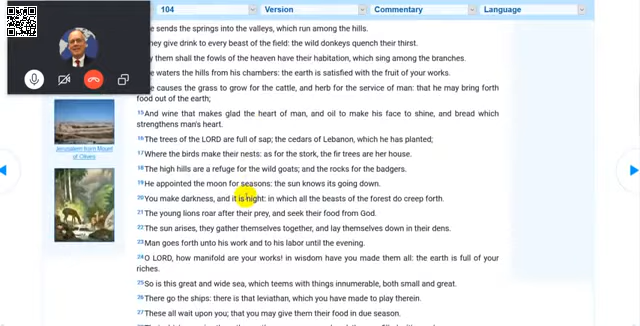 104 Version Commentary Language
e sends the springs into the valleys, which run among the hills.
hey give drink to every beast of the field: the wild donkeys quench their thirst.
y them shall the fowls of the heaven have their habitation, which sing among the branches.
e waters the hills from his chambers: the earth is satisfied with the fruit of your works.
e causes the grass to grow for the cattle, and herb for the service of man: that he may bring forth
food out of the earth;
15And wine that makes glad the heart of man, and oil to make his face to shine, and bread which
strengthens man's heart.
16The trees of the LORD are full of sap; the cedars of Lebanon, which he has planted;
17Where the birds make their nests: as for the stork, the fir trees are her house.
18The high hills are a refuge for the wild goats; and the rocks for the badgers.
19He appointed the moon for seasons: the sun knows its going down.
20You make darkness, and it is night: in which all the beasts of the forest do creep forth.
21The young lions roar after their prey, and seek their food from God.
22The sun arises, they gather themselves together, and lay themselves down in their dens.
23Man goes forth unto his work and to his labor until the evening.
24O LORD, how manifold are your works! in wisdom have you made them all: the earth is full of your
riches.
25So is this great and wide sea, which teems with things innumerable, both small and great.
26There go the ships: there is that leviathan, which you have made to play therein.
27These all wait upon you; that you may give them their food in due season.
Jerusalem from Mount
of Olives